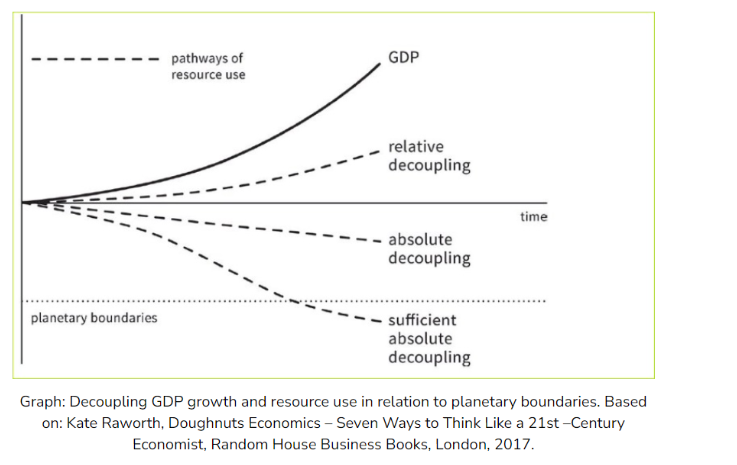 pathways of
resource use
GDP
relative
decoupling
time
absolute
decoupling
planetary boundaries
sufficient
absolute
decoupling
Graph: Decoupling GDP growth and resource use in relation to planetary boundaries. Based
on: Kate Raworth, Doughnuts Economics – Seven Ways to Think Like a 21st –Century
Economist, Random House Business Books, London, 2017.